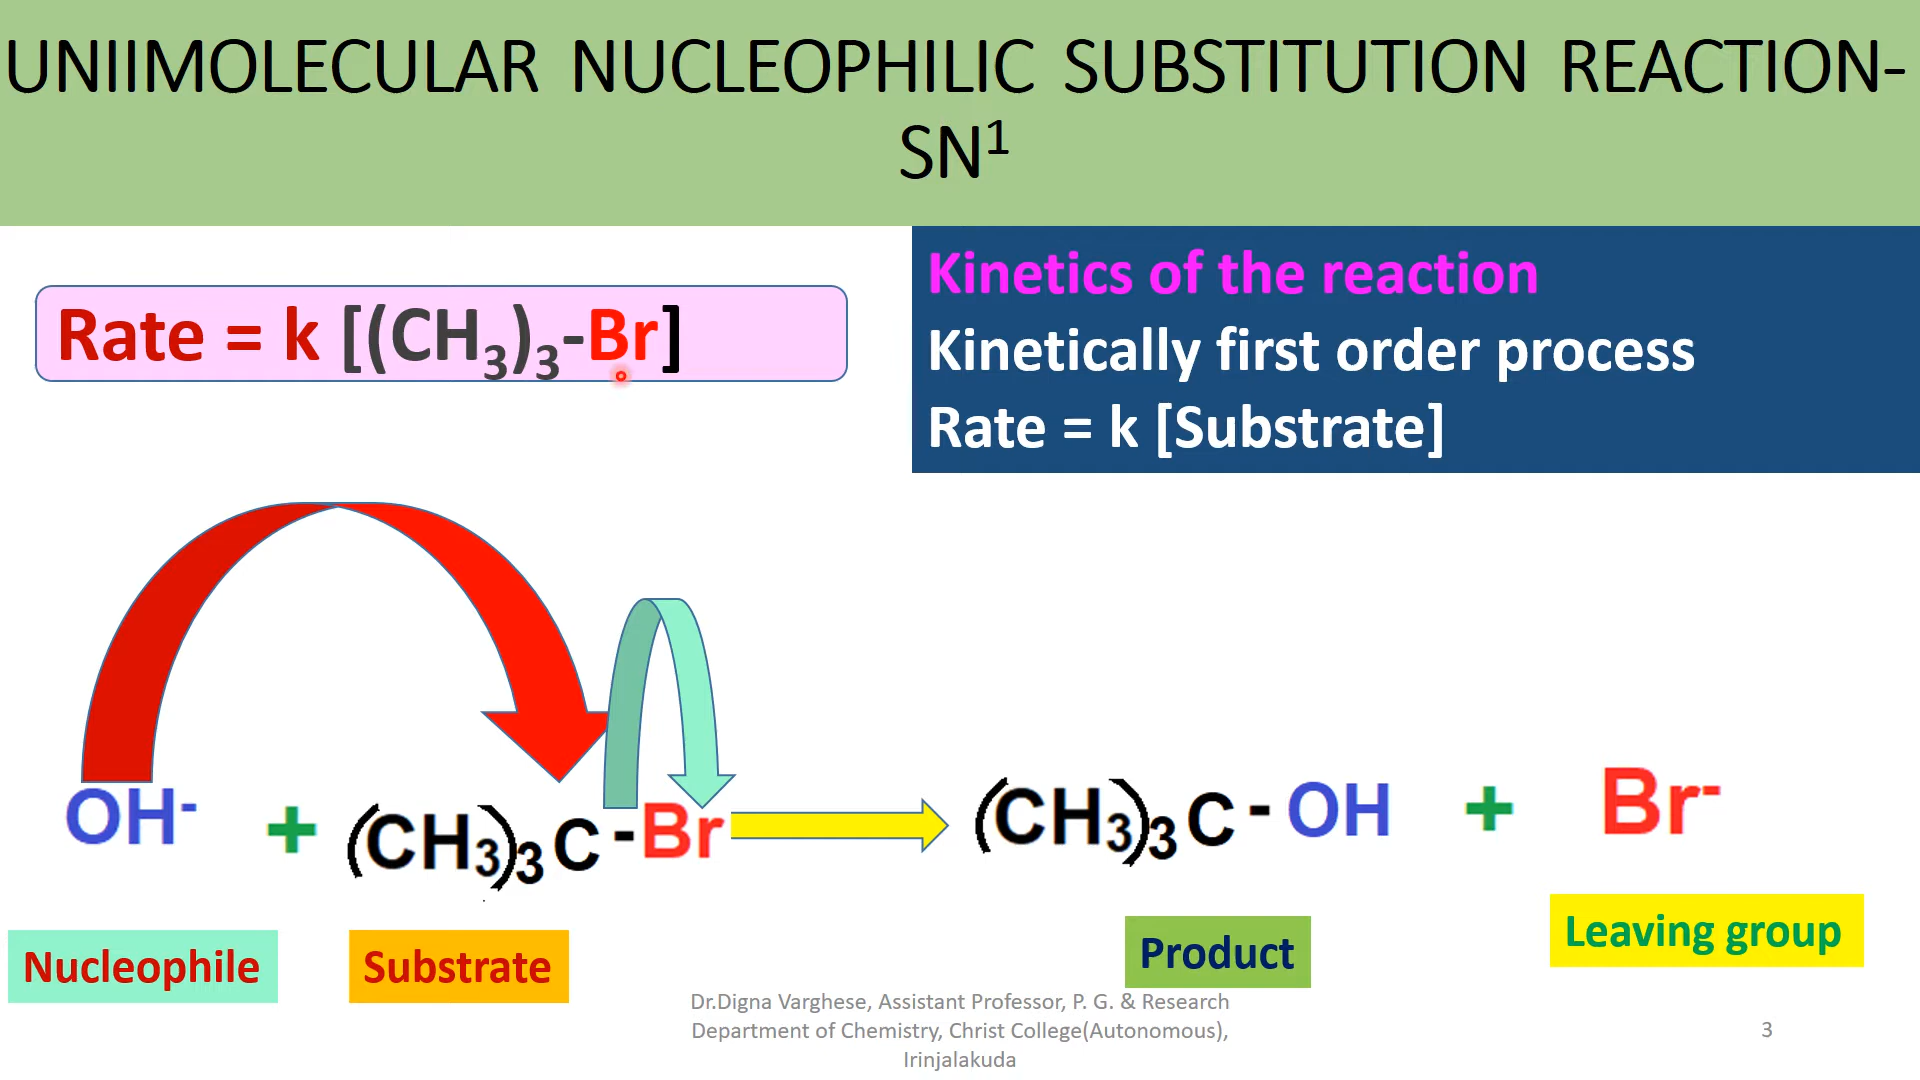 UNIIMOLECULAR NUCLEOPHILIC SUBSTITUTION REACTION-
SN¹
Rate = k [(CH₃)₃-Br]
Kinetics of the reaction
Kinetically first order process
Rate = k [Substrate]
OH⁻ + (CH₃)₃C-Br (CH₃)₃C-OH + Br⁻
Nucleophile Substrate Product Leaving group
Dr.Digna Varghese, Assistant Professor, P. G. & Research
Department of Chemistry, Christ College(Autonomous),
Irinjalakuda
3